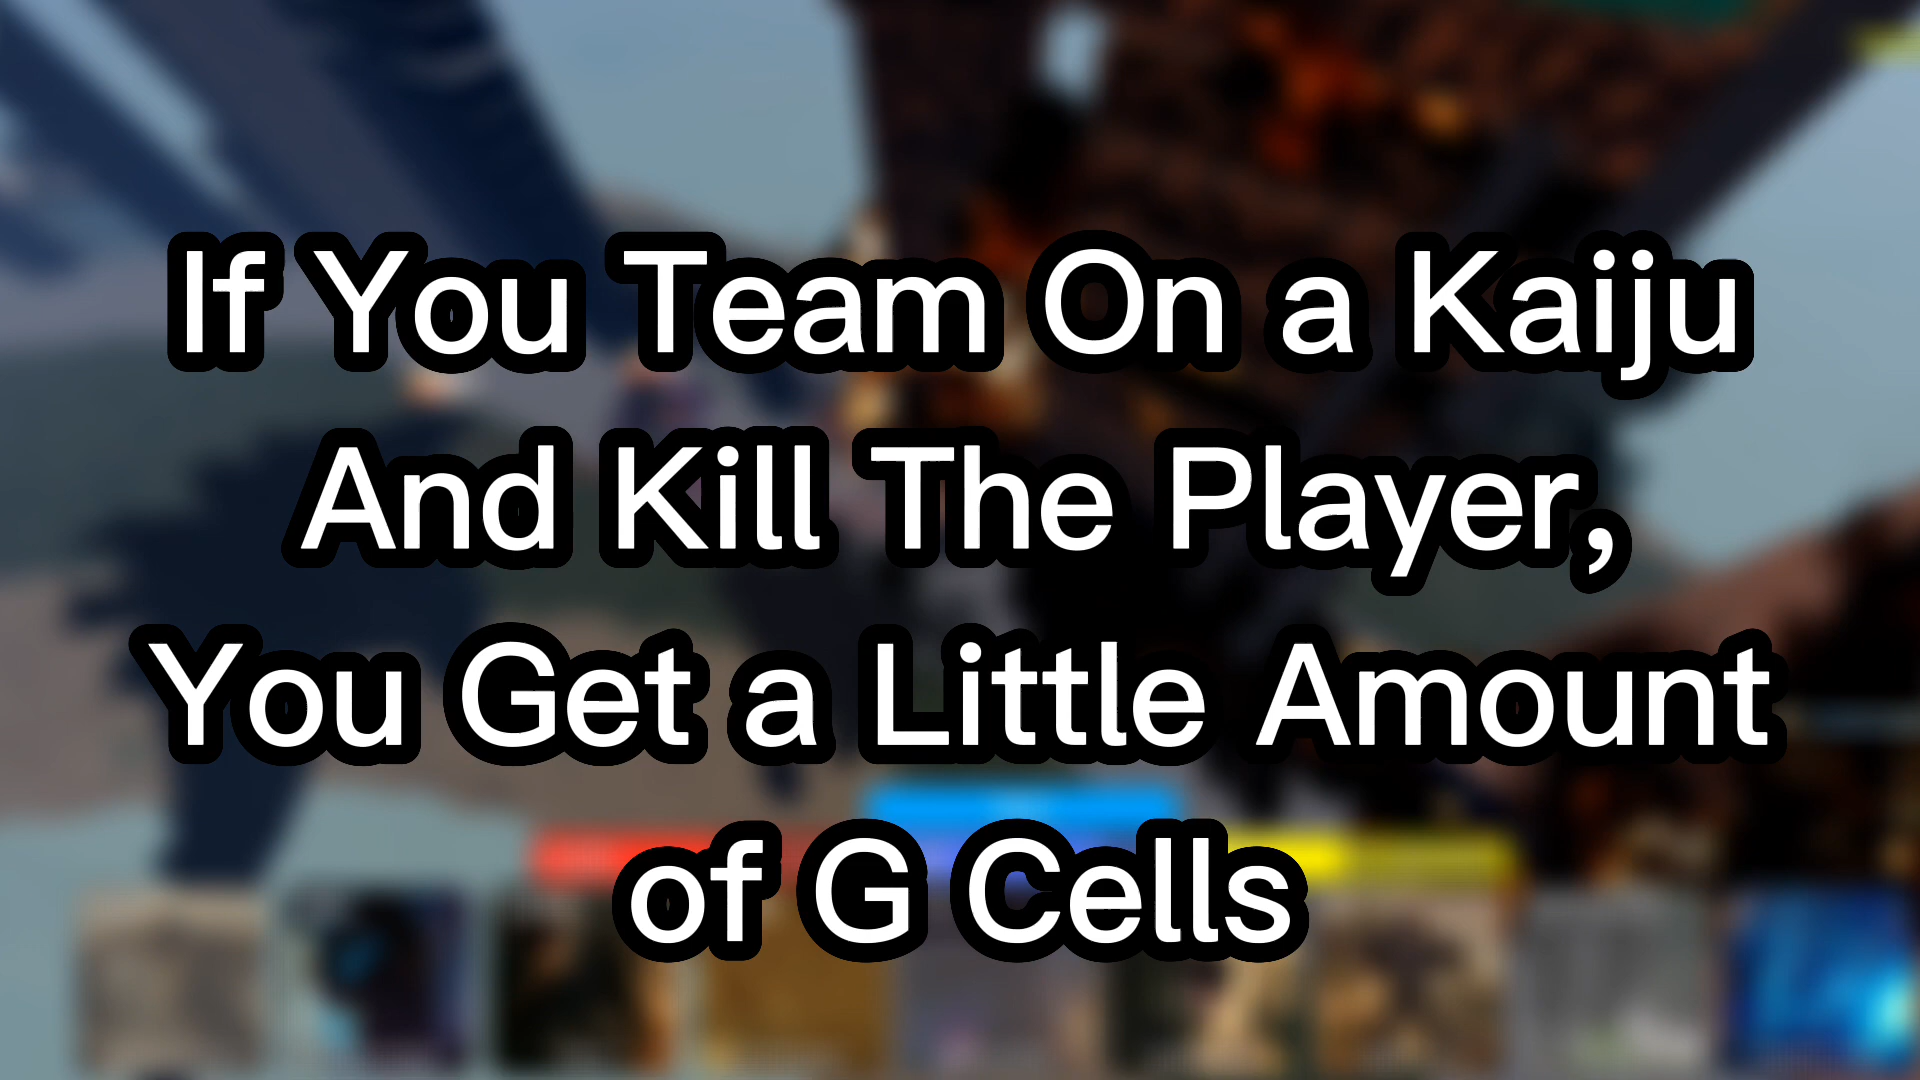 If You Team On a Kaiju
And Kill The Player,
You Get a Little Amount
of G Cells